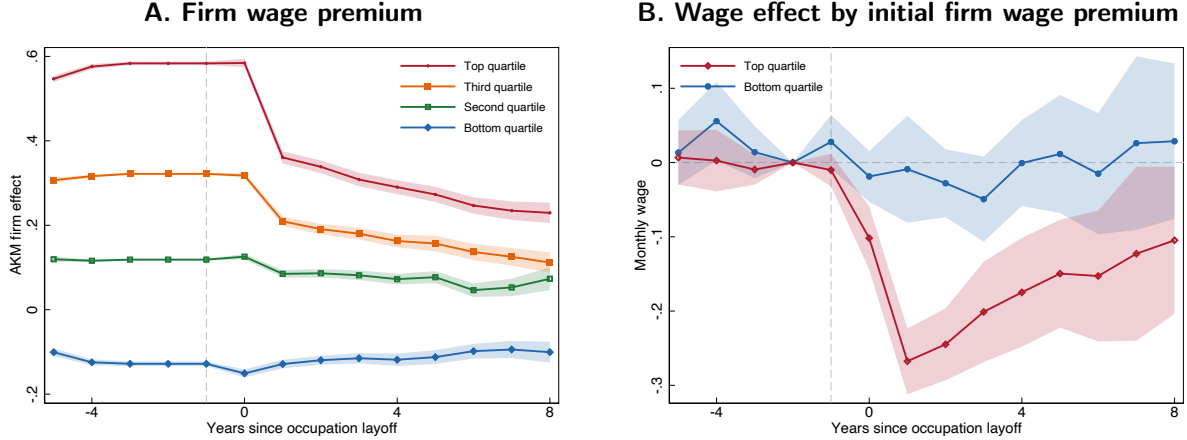 A. Firm wage premium
AKM firm effect
.6
.4
.2
0
-.2
Top quartile
Third quartile
Second quartile
Bottom quartile
-4 0 4 8
Years since occupation layoff
B. Wage effect by initial firm wage premium
Monthly wage
.1
0
-.1
-.2
-.3
Top quartile
Bottom quartile
-4 0 4 8
Years since occupation layoff